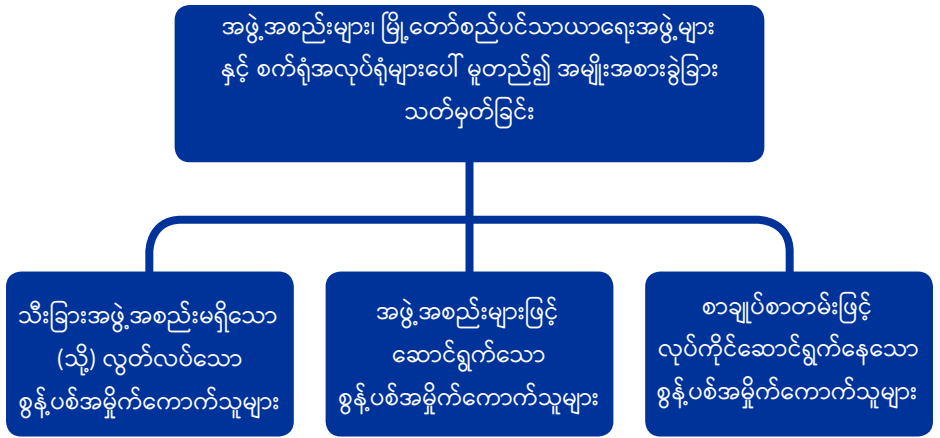 အဖွဲ့အစည်းများ၊ မြို့တော်စည်ပင်သာယာရေးအဖွဲ့များ
နှင့် စက်ရုံအလုပ်ရုံများပေါ် မူတည်၍ အမျိုးအစားခွဲခြား
သတ်မှတ်ခြင်း
သီးခြားအဖွဲ့အစည်းမရှိသော
(သို့) လွတ်လပ်သော
စွန့်ပစ်အမှိုက်ကောက်သူများ
အဖွဲ့အစည်းများဖြင့်
ဆောင်ရွက်သော
စွန့်ပစ်အမှိုက်ကောက်သူများ
စာချုပ်စာတမ်းဖြင့်
လုပ်ကိုင်ဆောင်ရွက်နေသော
စွန့်ပစ်အမှိုက်ကောက်သူများ